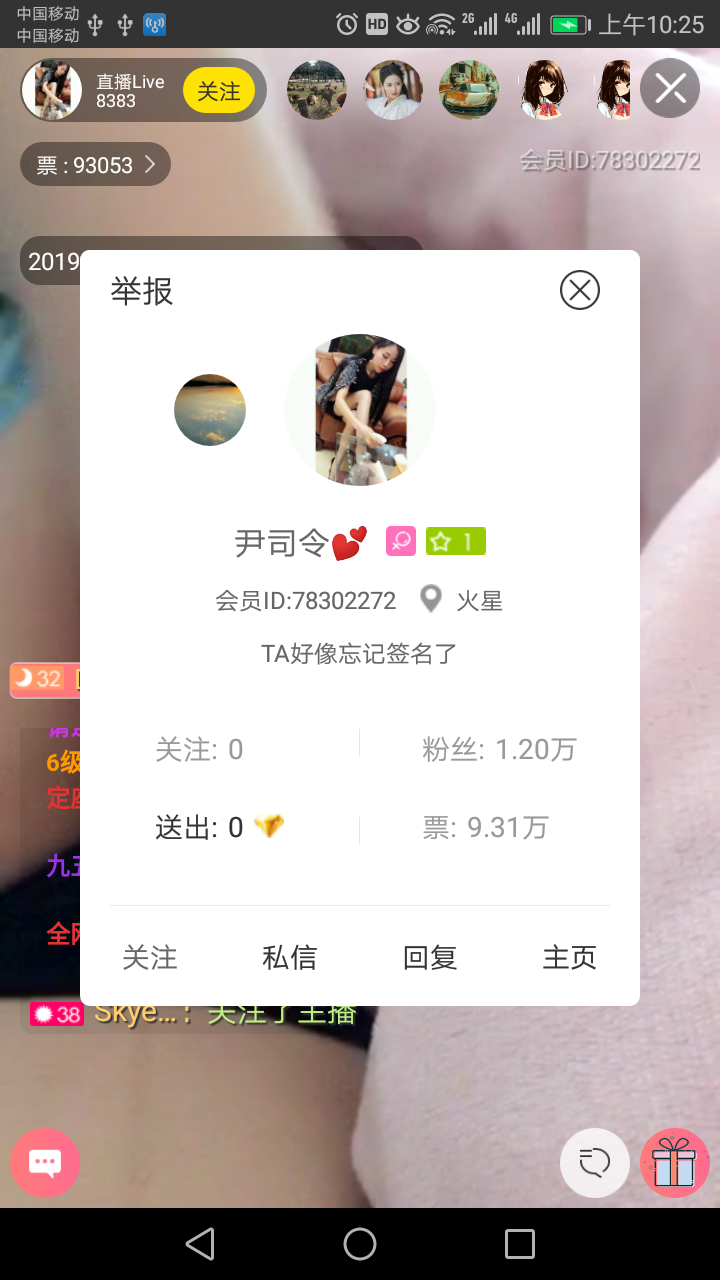 中国移动
中国移动
HD
2G
4G
上午10:25
直播Live
8383
关注
票 : 93053
会员ID:78302272
2019
举报
尹司令💕
1
会员ID:78302272 火星
TA好像忘记签名了
32
6级
定
关注: 0
粉丝: 1.20万
送出: 0
票: 9.31万
九五
全网
关注
私信
回复
主页
38 Skye...： 关注了主播